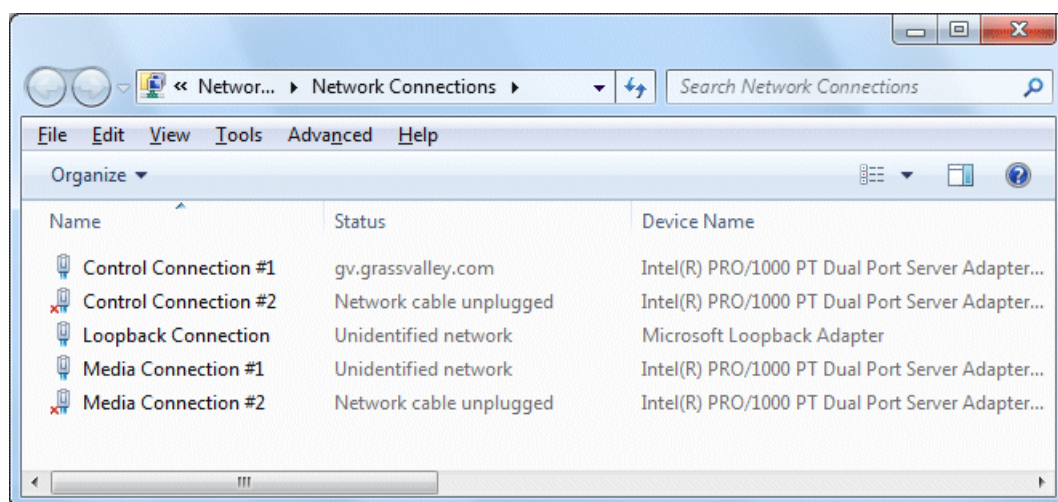 « Networ... ▸ Network Connections ▸ Search Network Connections
File Edit View Tools Advanced Help
Organize
Name Status Device Name
Control Connection #1 gv.grassvalley.com Intel(R) PRO/1000 PT Dual Port Server Adapter...
Control Connection #2 Network cable unplugged Intel(R) PRO/1000 PT Dual Port Server Adapter...
Loopback Connection Unidentified network Microsoft Loopback Adapter
Media Connection #1 Unidentified network Intel(R) PRO/1000 PT Dual Port Server Adapter...
Media Connection #2 Network cable unplugged Intel(R) PRO/1000 PT Dual Port Server Adapter...